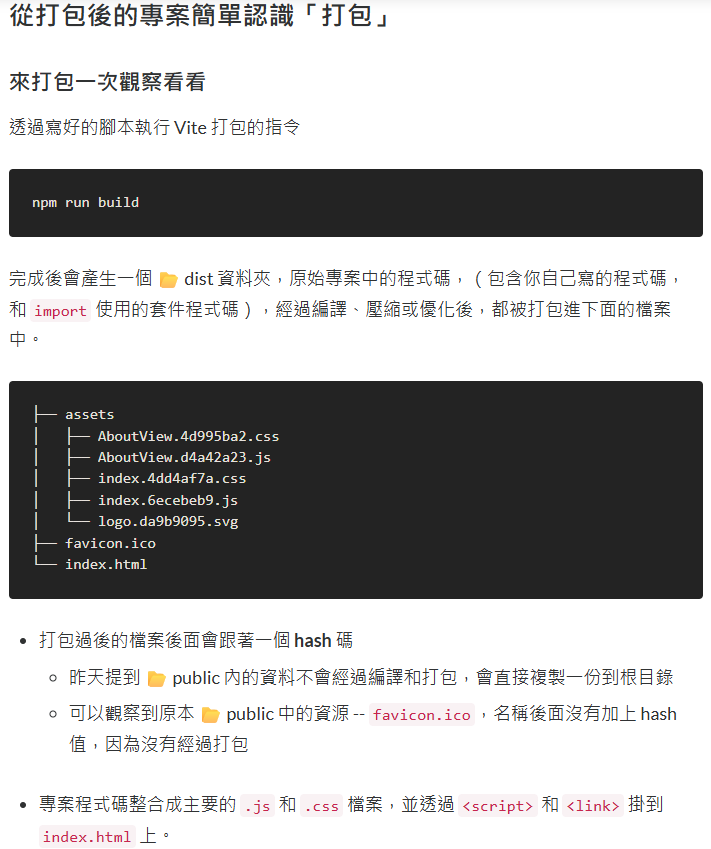 從打包後的專案簡單認識「打包」
來打包一次觀察看看
透過寫好的腳本執行 Vite 打包的指令
npm run build
完成後會產生一個 📂 dist 資料夾，原始專案中的程式碼，（包含你自己寫的程式碼，
和 import 使用的套件程式碼），經過編譯、壓縮或優化後，都被打包進下面的檔案
中。
├── assets
│   ├── AboutView.4d995ba2.css
│   ├── AboutView.d4a42a23.js
│   ├── index.4dd4af7a.css
│   ├── index.6ecebeb9.js
│   └── logo.da9b9095.svg
├── favicon.ico
└── index.html
• 打包過後的檔案後面會跟著一個 hash 碼
◦ 昨天提到 📂 public 內的資料不會經過編譯和打包，會直接複製一份到根目錄
◦ 可以觀察到原本 📂 public 中的資源 -- favicon.ico，名稱後面沒有加上 hash
值，因為沒有經過打包
• 專案程式碼整合成主要的 .js 和 .css 檔案，並透過 <script> 和 <link> 掛到
index.html 上。